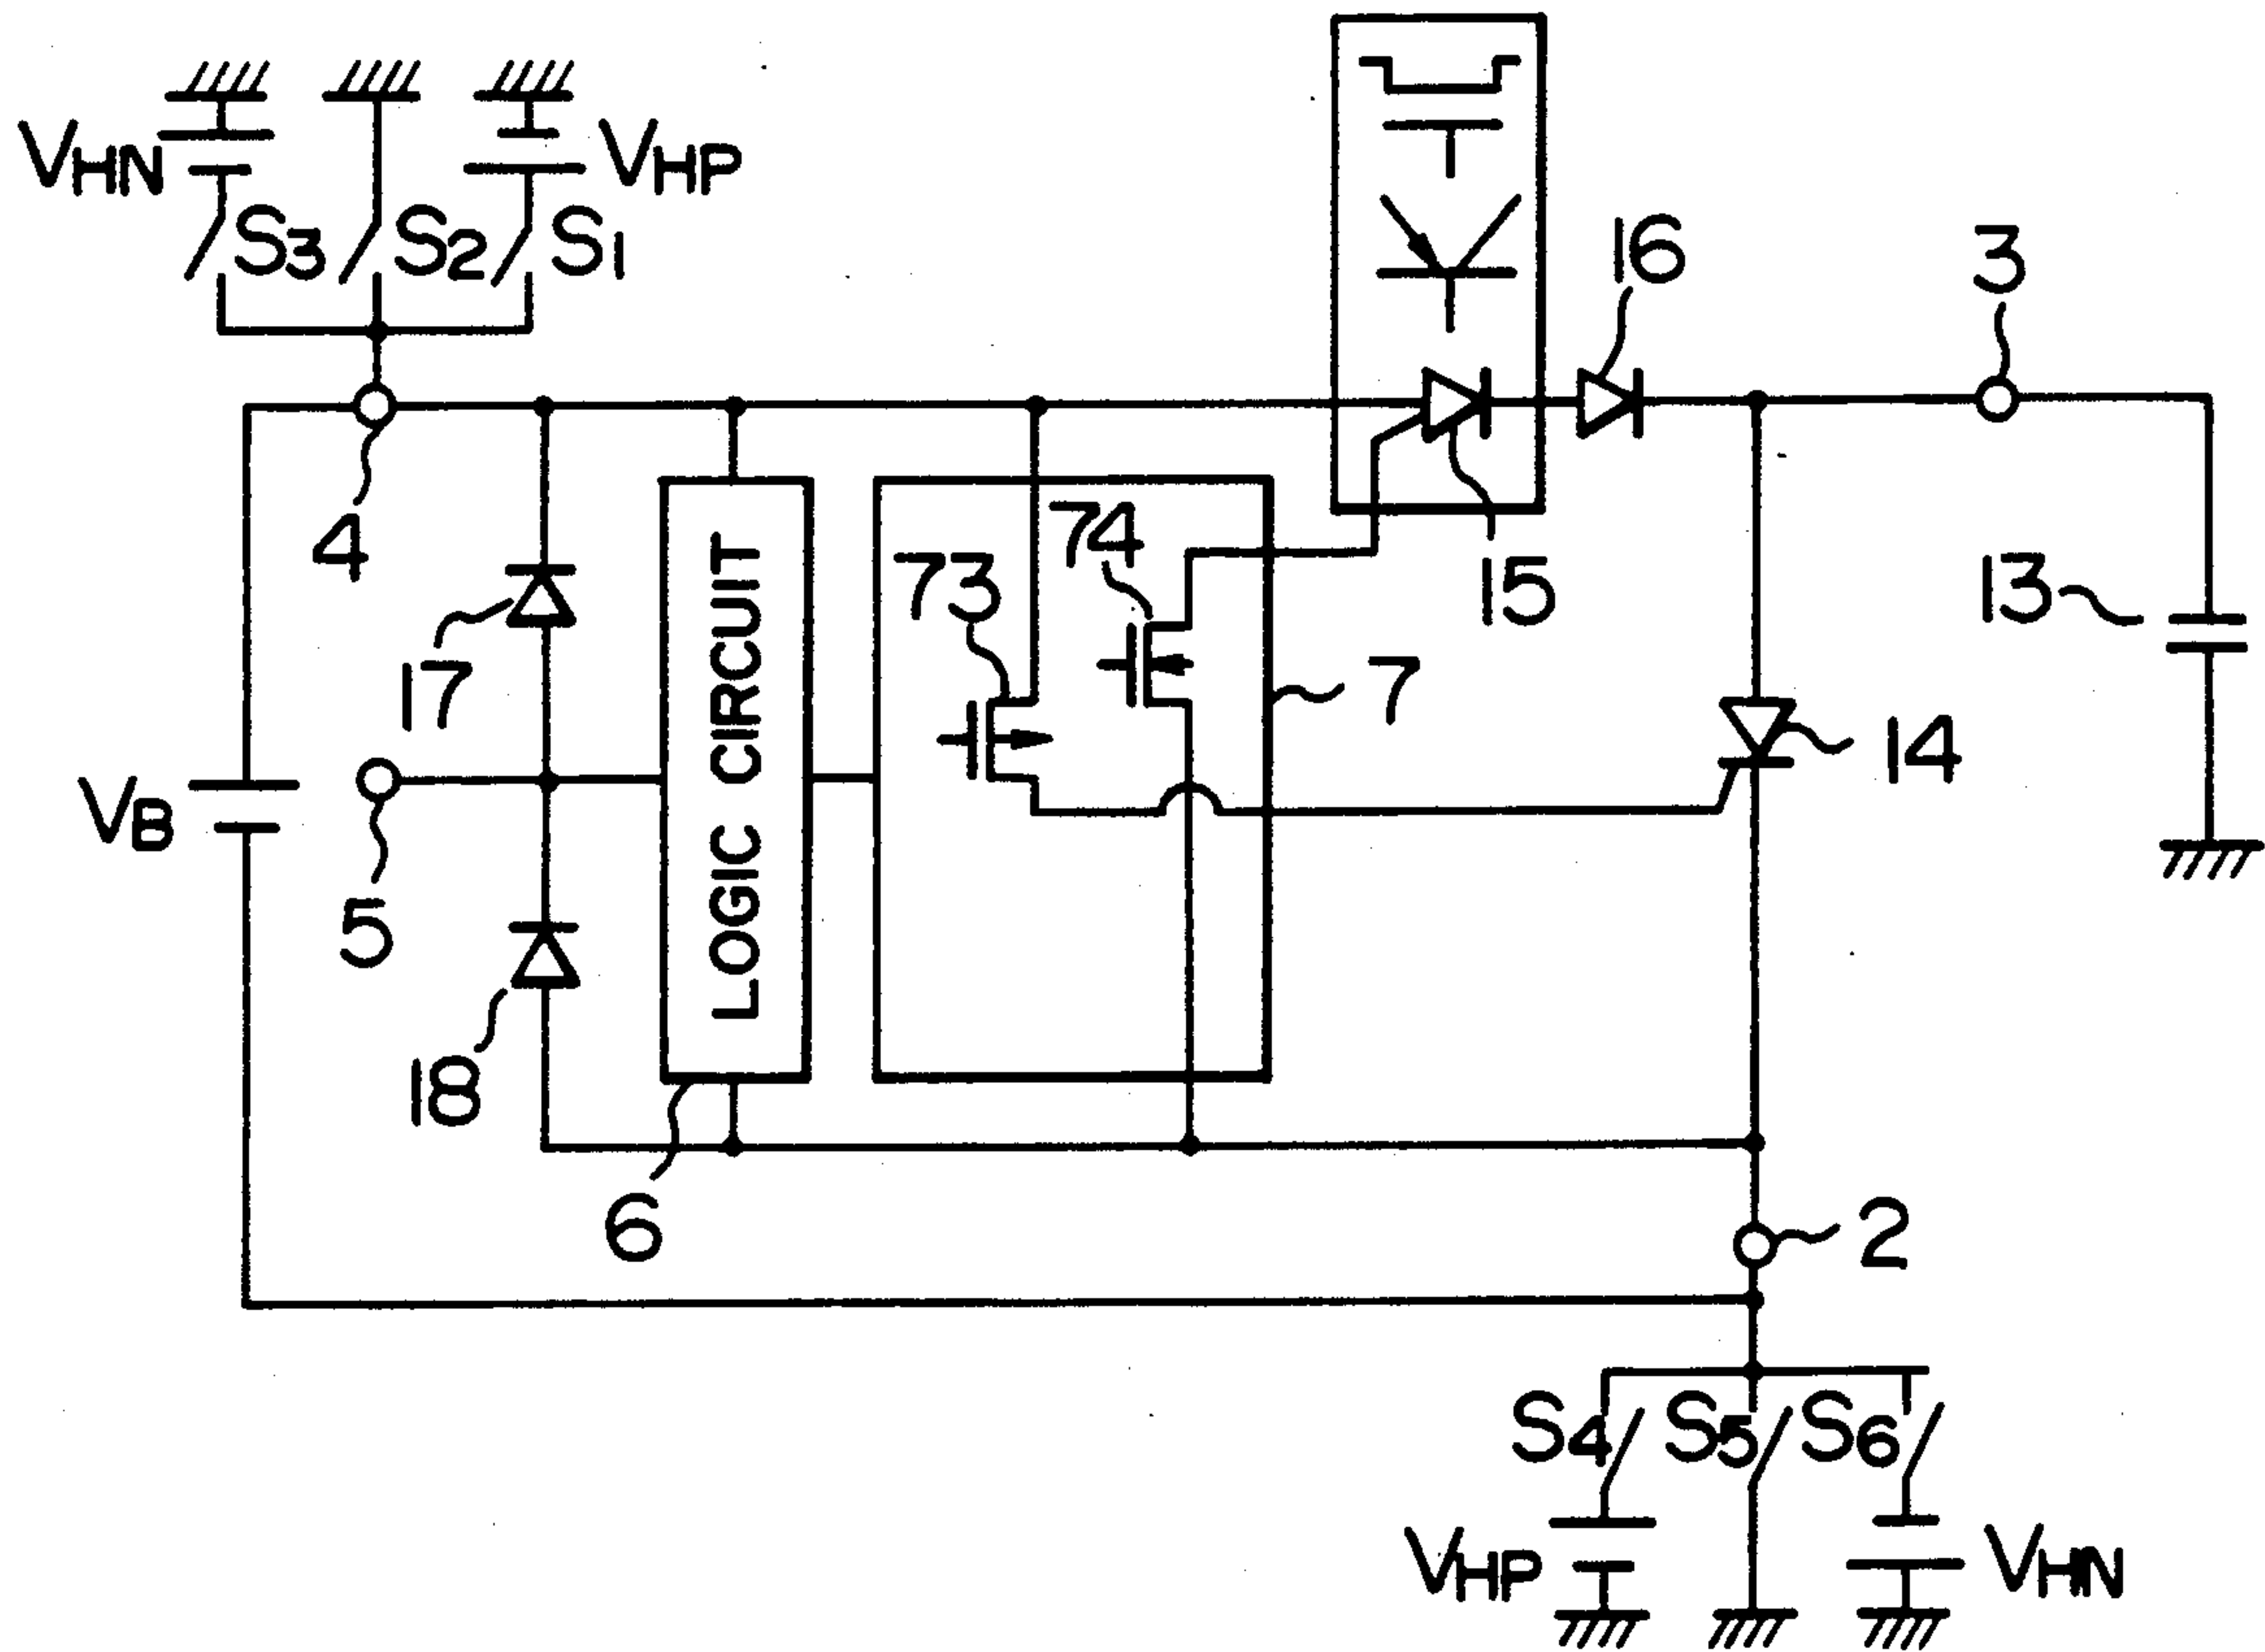 VHN
VHP
S3
S2
S1
16
3
4
74
73
15
13
17
7
14
VB
LOGIC CIRCUIT
5
18
6
2
S4
S5
S6
VHP
VHN